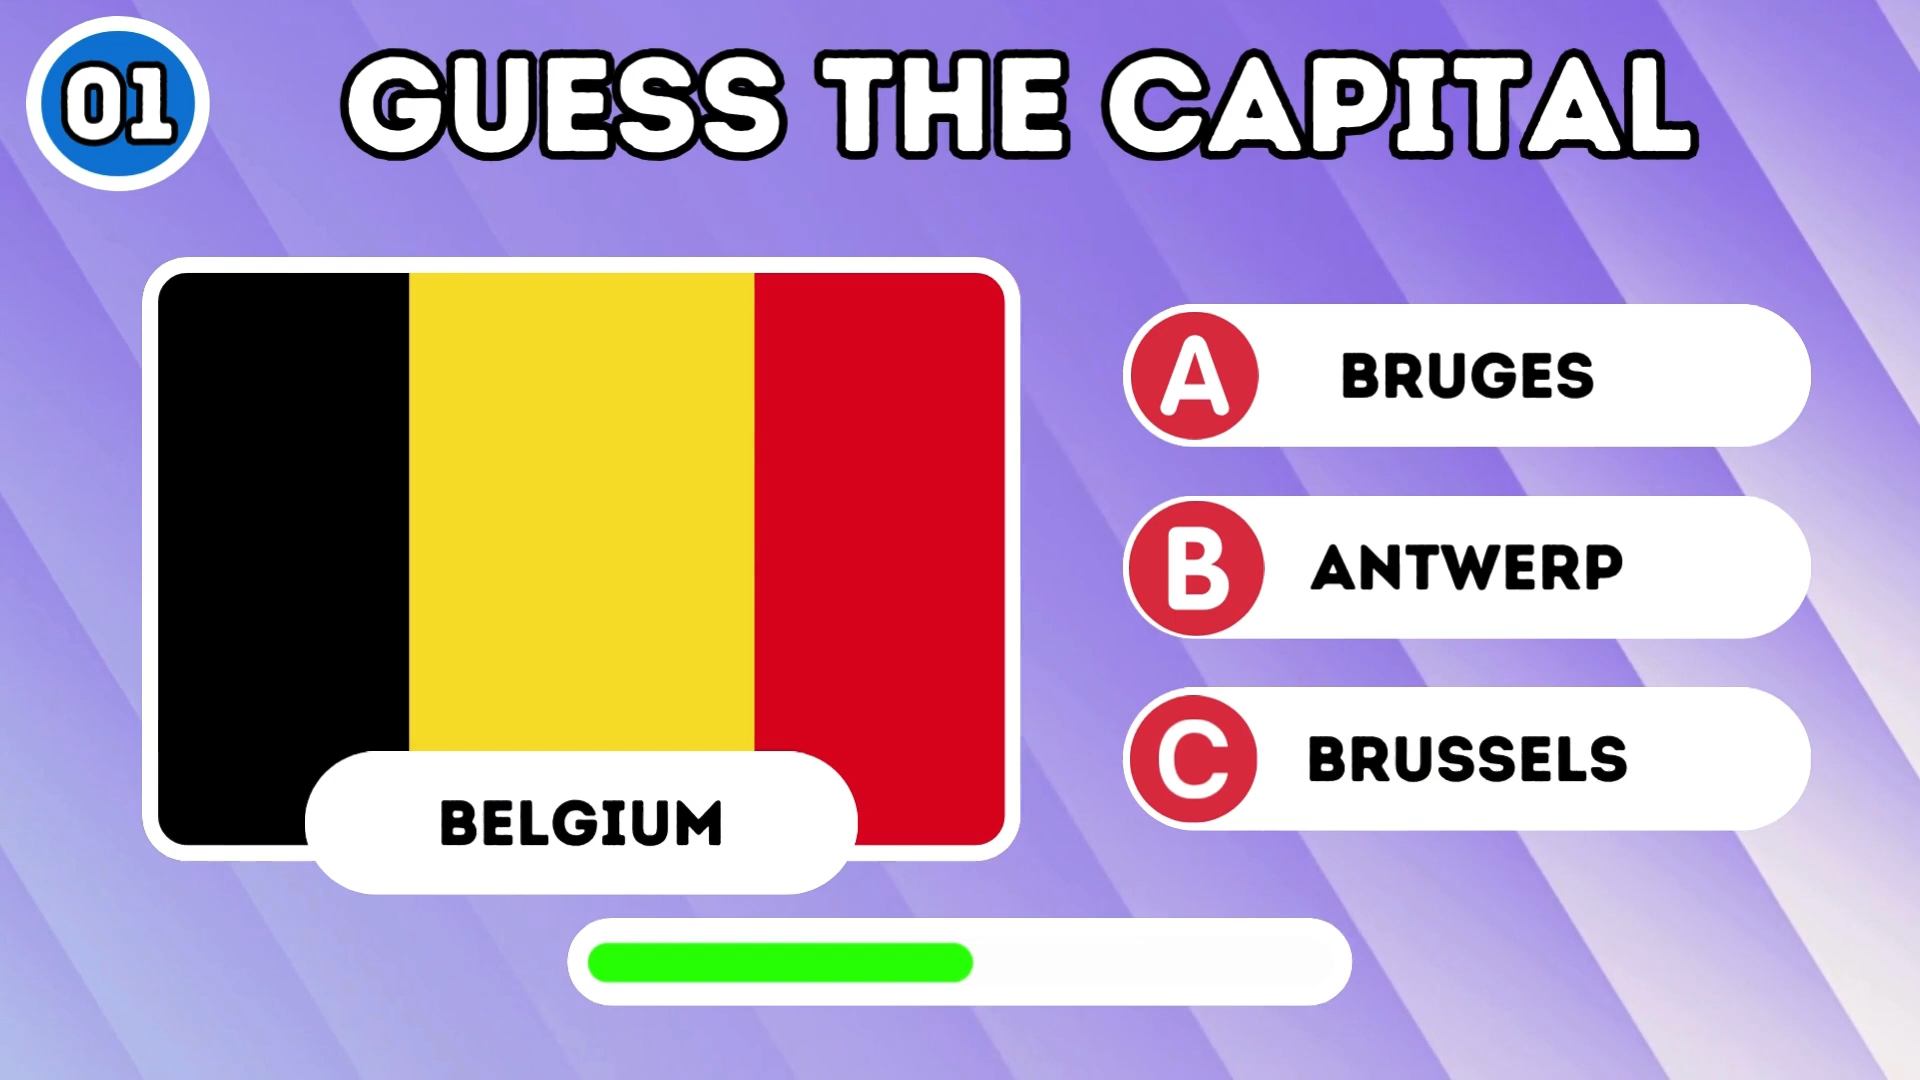 01
GUESS THE CAPITAL
A BRUGES
B ANTWERP
C BRUSSELS
BELGIUM